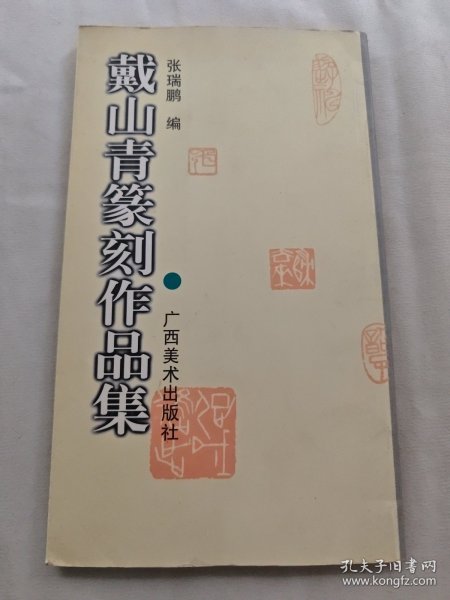 戴山青篆刻作品集
张瑞鹏 编
广西美术出版社
孔夫子旧书网
www.kongfz.com